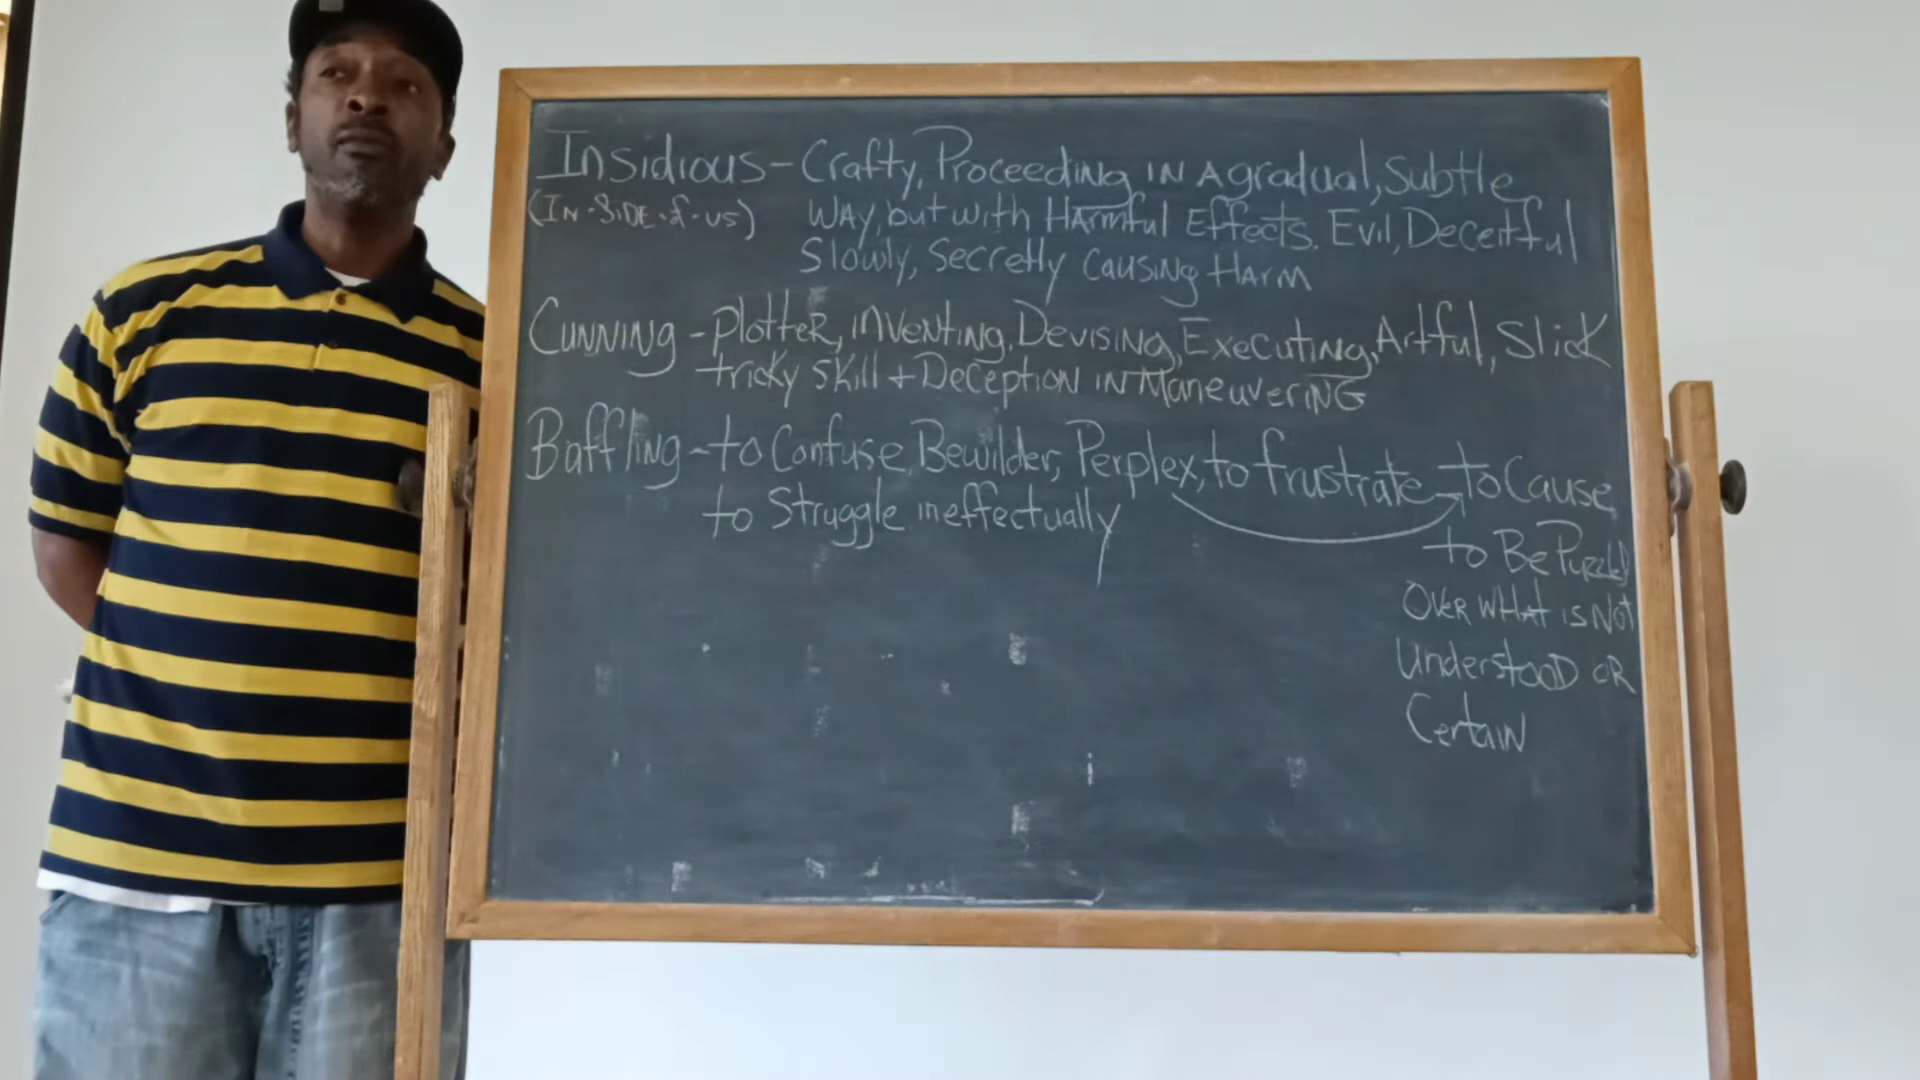 Insidious - Crafty, Proceeding IN A gradual, Subtle
(IN-SIDE-of-us) WAY, but with HArmful Effects. Evil, Deceitful
Slowly, Secretly Causing Harm
Cunning - Plotter, inventing, Devising, Executing, Artful, Slick
tricky skill + Deception in Maneuvering
Baffling - to Confuse, Bewilder, Perplex, to frustrate to Cause
to Struggle ineffectually
to Be Puzzled
Over what is Not
Understood or
Certain